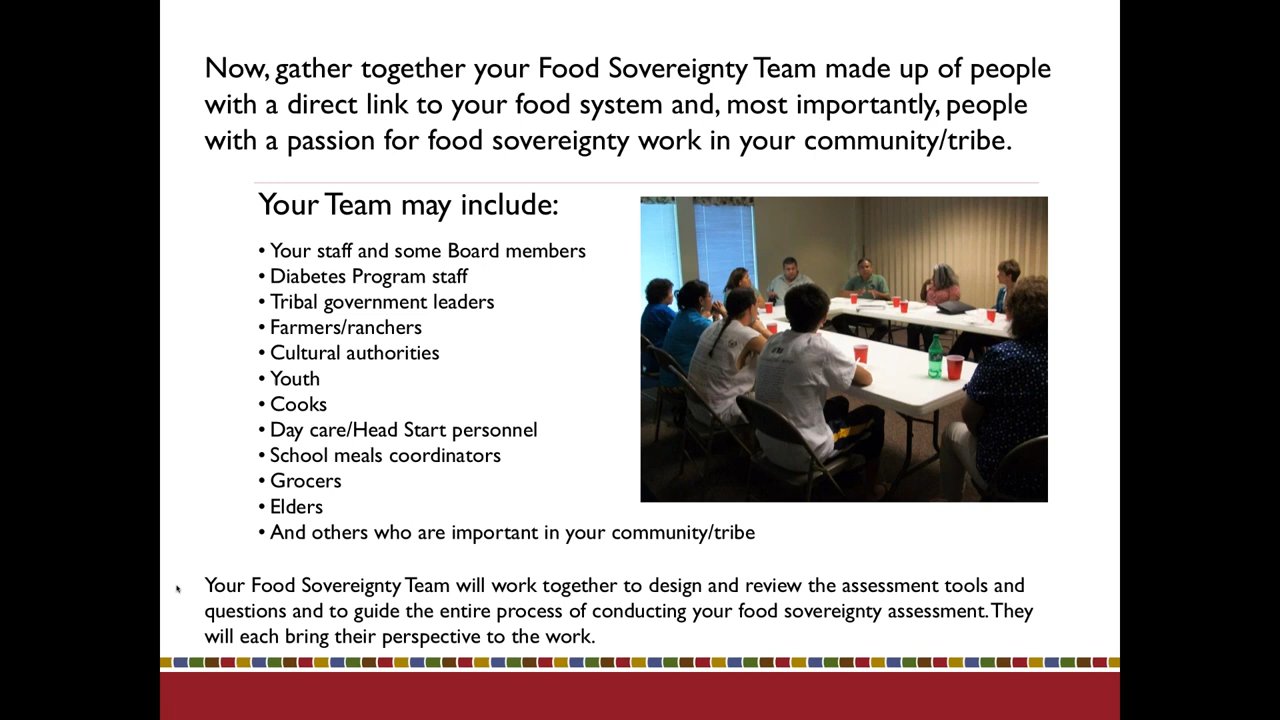 Now, gather together your Food Sovereignty Team made up of people
with a direct link to your food system and, most importantly, people
with a passion for food sovereignty work in your community/tribe.
Your Team may include:
• Your staff and some Board members
• Diabetes Program staff
• Tribal government leaders
• Farmers/ranchers
• Cultural authorities
• Youth
• Cooks
• Day care/Head Start personnel
• School meals coordinators
• Grocers
• Elders
• And others who are important in your community/tribe
Your Food Sovereignty Team will work together to design and review the assessment tools and
questions and to guide the entire process of conducting your food sovereignty assessment. They
will each bring their perspective to the work.